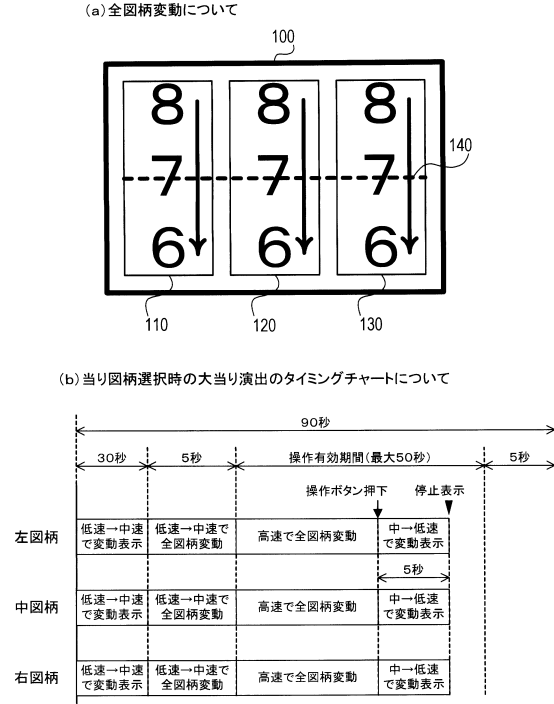 (a)全図柄変動について
100
8 8 8
7 7 7
140
6 6 6
110 120 130
(b)当り図柄選択時の大当り演出のタイミングチャートについて
90秒
30秒 5秒 操作有効期間(最大50秒) 5秒
操作ボタン押下 停止表示
左図柄
低速→中速
で変動表示
低速→中速で
全図柄変動
高速で全図柄変動
中→低速
で変動表示
5秒
中図柄
低速→中速
で変動表示
低速→中速で
全図柄変動
高速で全図柄変動
中→低速
で変動表示
右図柄
低速→中速
で変動表示
低速→中速で
全図柄変動
高速で全図柄変動
中→低速
で変動表示